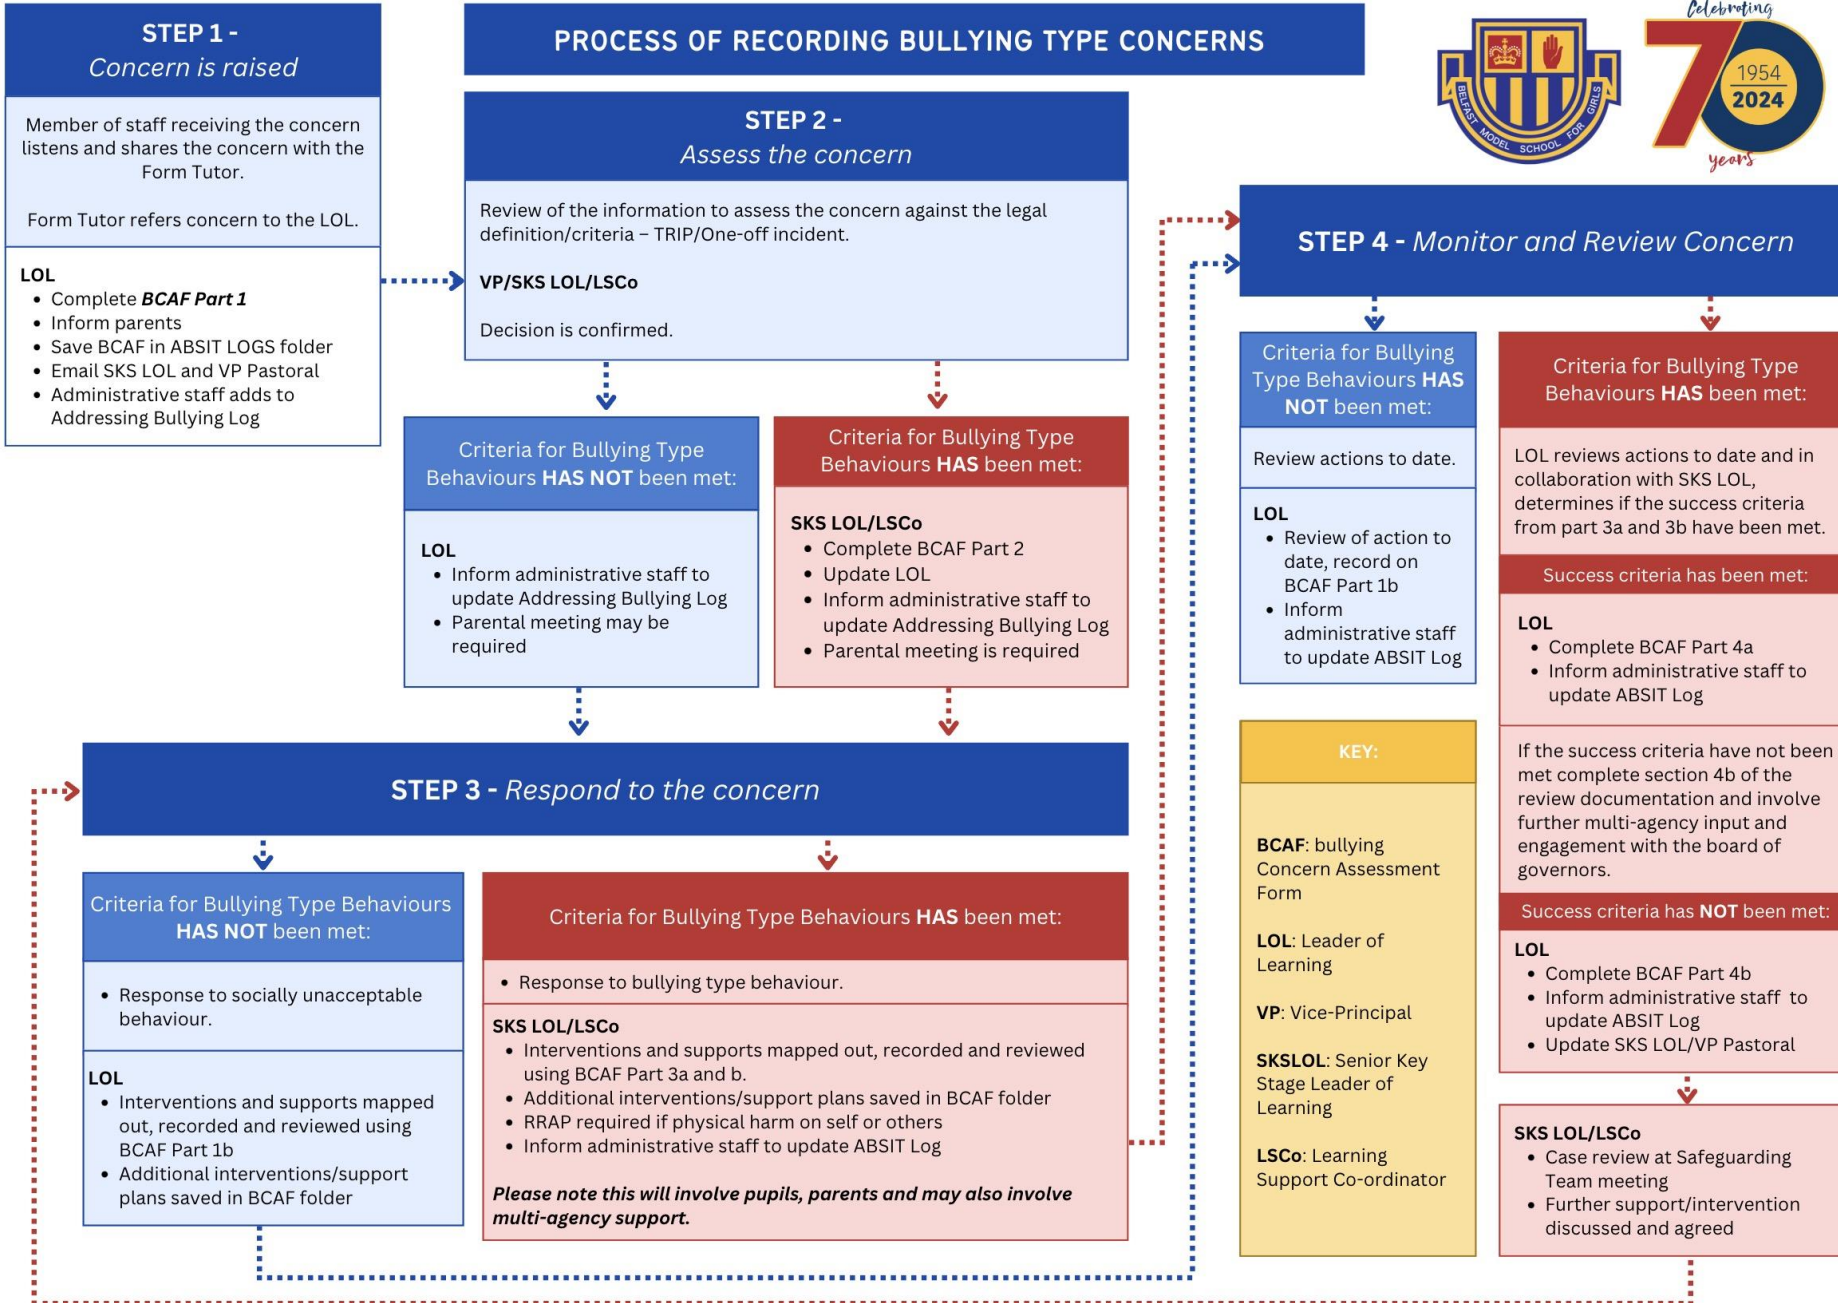 STEP 1 -
Concern is raised
Member of staff receiving the concern
listens and shares the concern with the
Form Tutor.
Form Tutor refers concern to the LOL.
LOL
• Complete BCAF Part 1
• Inform parents
• Save BCAF in ABSIT LOGS folder
• Email SKS LOL and VP Pastoral
• Administrative staff adds to
Addressing Bullying Log
PROCESS OF RECORDING BULLYING TYPE CONCERNS
BELFAST MODEL SCHOOL FOR GIRLS
Celebrating
70
1954
2024
years
STEP 2 -
Assess the concern
Review of the information to assess the concern against the legal
definition/criteria – TRIP/One-off incident.
VP/SKS LOL/LSCo
Decision is confirmed.
Criteria for Bullying Type
Behaviours HAS NOT been met:
LOL
• Inform administrative staff to
update Addressing Bullying Log
• Parental meeting may be
required
Criteria for Bullying Type
Behaviours HAS been met:
SKS LOL/LSCo
• Complete BCAF Part 2
• Update LOL
• Inform administrative staff to
update Addressing Bullying Log
• Parental meeting is required
STEP 3 - Respond to the concern
Criteria for Bullying Type Behaviours
HAS NOT been met:
• Response to socially unacceptable
behaviour.
LOL
• Interventions and supports mapped
out, recorded and reviewed using
BCAF Part 1b
• Additional interventions/support
plans saved in BCAF folder
Criteria for Bullying Type Behaviours HAS been met:
• Response to bullying type behaviour.
SKS LOL/LSCo
• Interventions and supports mapped out, recorded and reviewed
using BCAF Part 3a and b.
• Additional interventions/support plans saved in BCAF folder
• RRAP required if physical harm on self or others
• Inform administrative staff to update ABSIT Log
Please note this will involve pupils, parents and may also involve
multi-agency support.
STEP 4 - Monitor and Review Concern
Criteria for Bullying
Type Behaviours HAS
NOT been met:
Review actions to date.
LOL
• Review of action to
date, record on
BCAF Part 1b
• Inform
administrative staff
to update ABSIT Log
KEY:
BCAF: bullying
Concern Assessment
Form
LOL: Leader of
Learning
VP: Vice-Principal
SKSLOL: Senior Key
Stage Leader of
Learning
LSCo: Learning
Support Co-ordinator
Criteria for Bullying Type
Behaviours HAS been met:
LOL reviews actions to date and in
collaboration with SKS LOL,
determines if the success criteria
from part 3a and 3b have been met.
Success criteria has been met:
LOL
• Complete BCAF Part 4a
• Inform administrative staff to
update ABSIT Log
If the success criteria have not been
met complete section 4b of the
review documentation and involve
further multi-agency input and
engagement with the board of
governors.
Success criteria has NOT been met:
LOL
• Complete BCAF Part 4b
• Inform administrative staff to
update ABSIT Log
• Update SKS LOL/VP Pastoral
SKS LOL/LSCo
• Case review at Safeguarding
Team meeting
• Further support/intervention
discussed and agreed